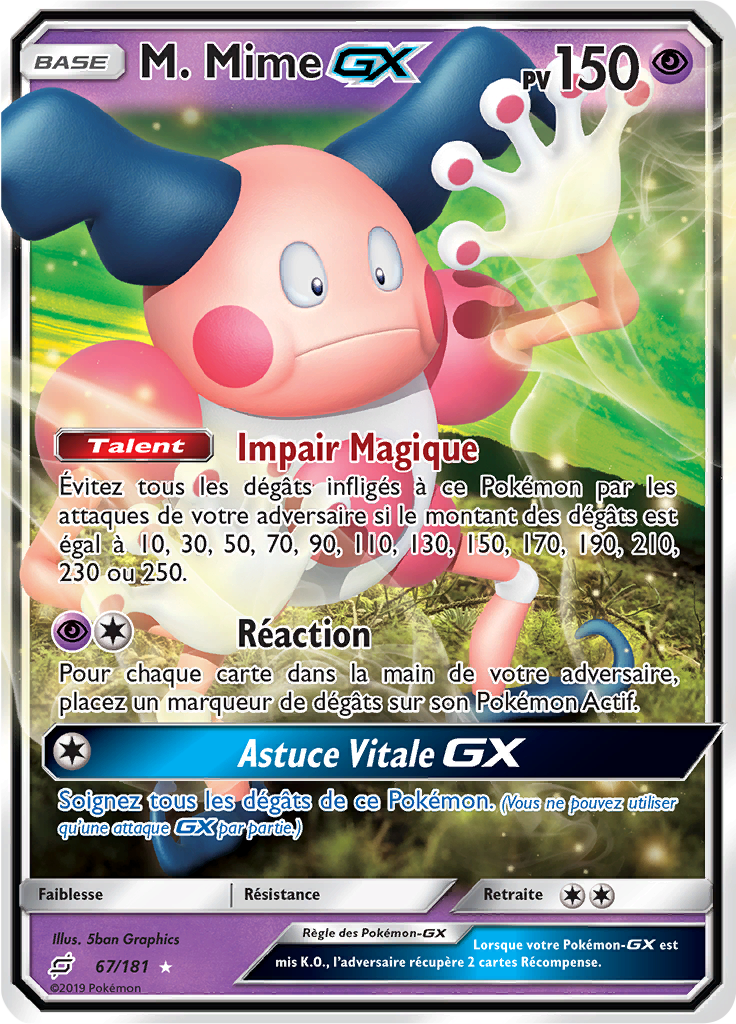 BASE M. Mime GX PV 150
Talent Impair Magique
Évitez tous les dégâts infligés à ce Pokémon par les
attaques de votre adversaire si le montant des dégâts est
égal à 10, 30, 50, 70, 90, 110, 130, 150, 170, 190, 210,
230 ou 250.
Réaction
Pour chaque carte dans la main de votre adversaire,
placez un marqueur de dégâts sur son Pokémon Actif.
Astuce Vitale GX
Soignez tous les dégâts de ce Pokémon. (Vous ne pouvez utiliser
qu'une attaque GX par partie.)
Faiblesse Résistance Retraite
Illus. 5ban Graphics
67/181
©2019 Pokémon
Règle des Pokémon-GX
Lorsque votre Pokémon-GX est
mis K.O., l'adversaire récupère 2 cartes Récompense.